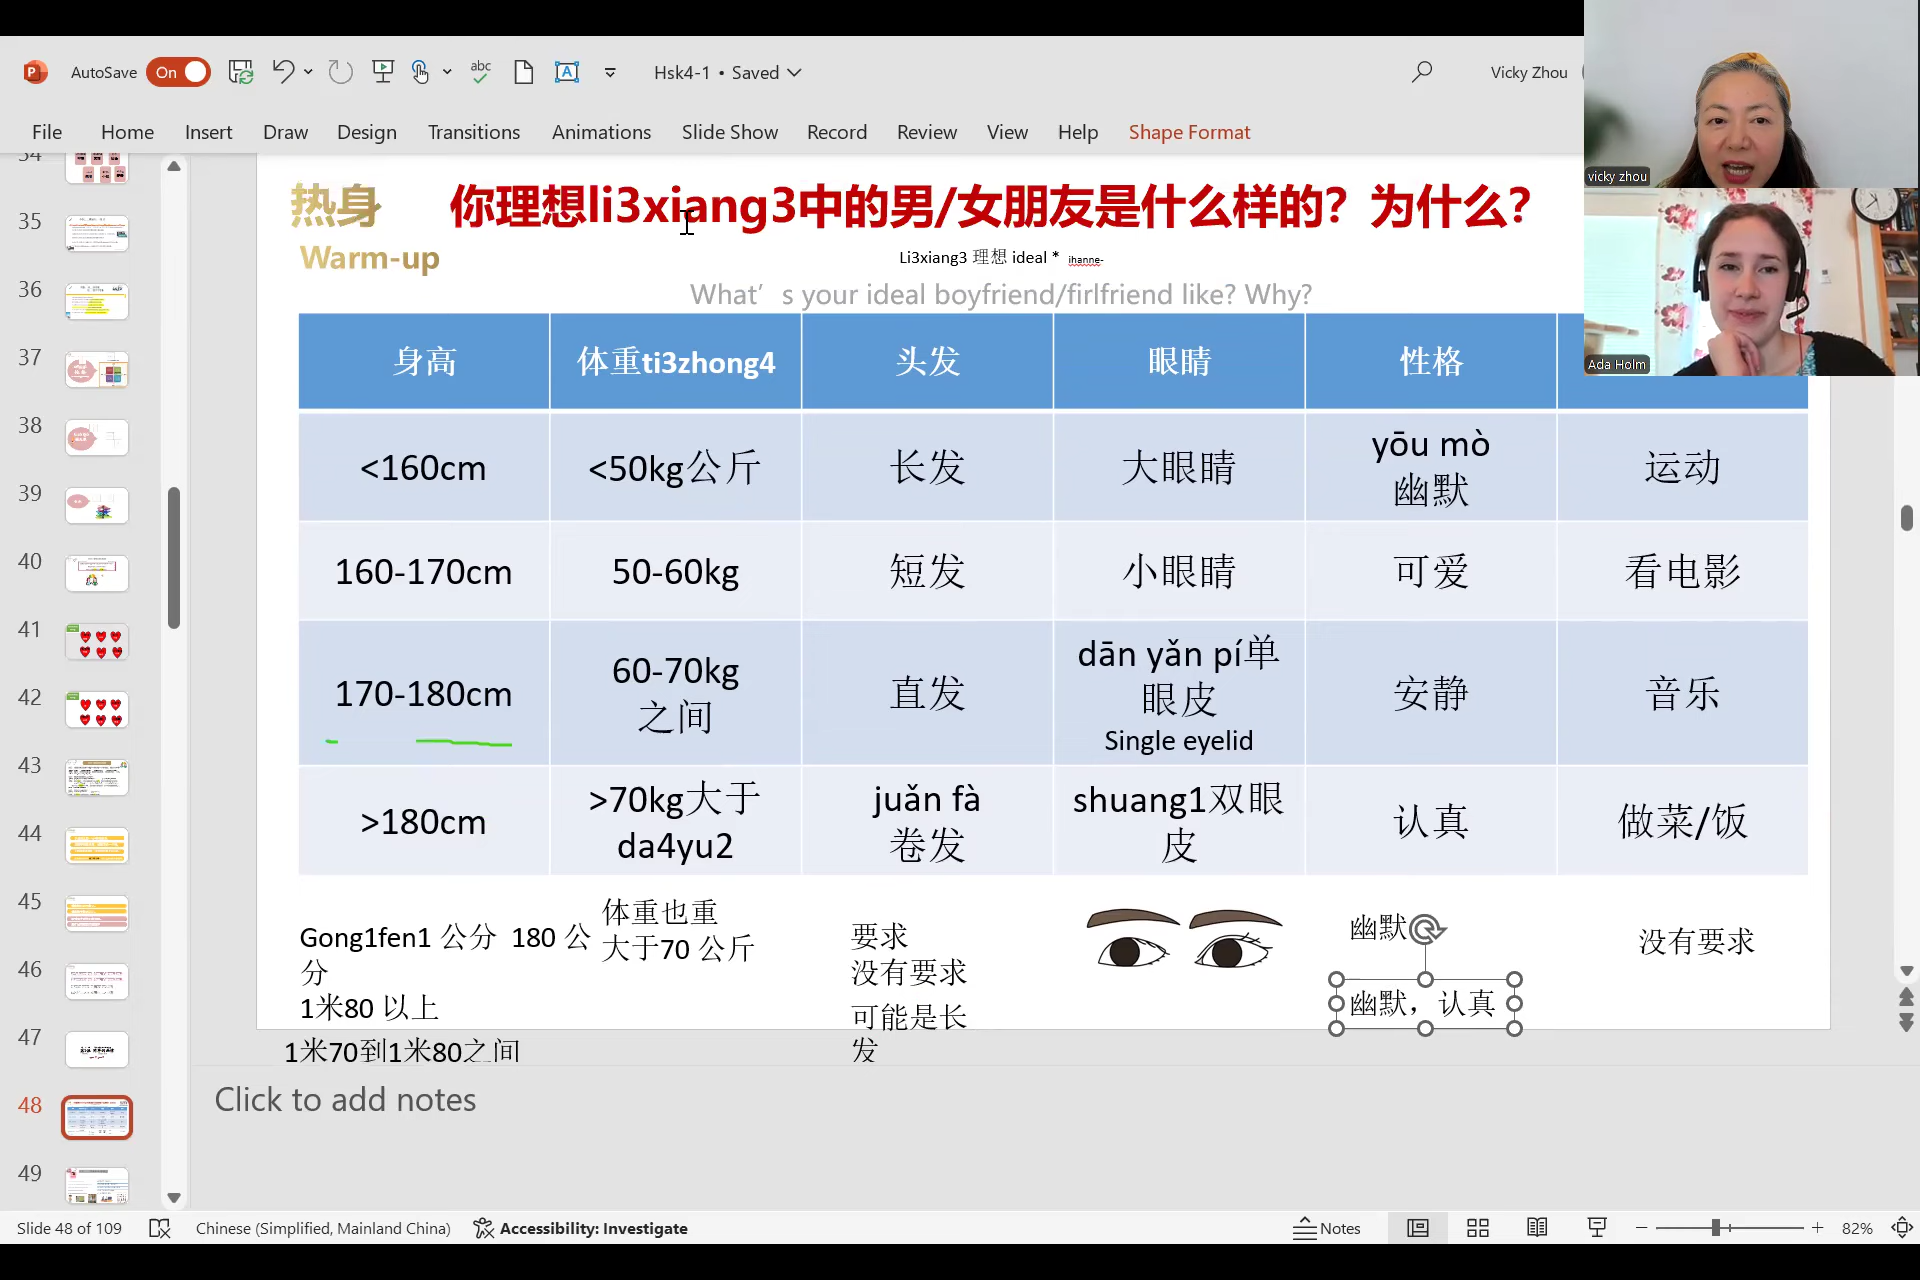 AutoSave On Hsk4-1 • Saved Vicky Zhou
File Home Insert Draw Design Transitions Animations Slide Show Record Review View Help Shape Format
vicky zhou
Ada Holm
34
35
36
37
38
39
40
41
42
43
44
45
46
47
48
49
热身 你理想li3xiang3中的男/女朋友是什么样的？为什么？
Warm-up
Li3xiang3 理想 ideal * ihanne-
What's your ideal boyfriend/firlfriend like? Why?
身高 体重ti3zhong4 头发 眼睛 性格
<160cm <50kg公斤 长发 大眼睛 yōu mò 幽默 运动
160-170cm 50-60kg 短发 小眼睛 可爱 看电影
170-180cm 60-70kg 之间 直发 dān yǎn pí单眼皮 Single eyelid 安静 音乐
>180cm >70kg大于 da4yu2 juǎn fà 卷发 shuang1双眼皮 认真 做菜/饭
Gong1fen1 公分 180 公分
1米80 以上
1米70到1米80之间
体重也重
大于70 公斤
要求
没有要求
可能是长发
幽默
幽默，认真
没有要求
Click to add notes
Slide 48 of 109 Chinese (Simplified, Mainland China) Accessibility: Investigate Notes 82%